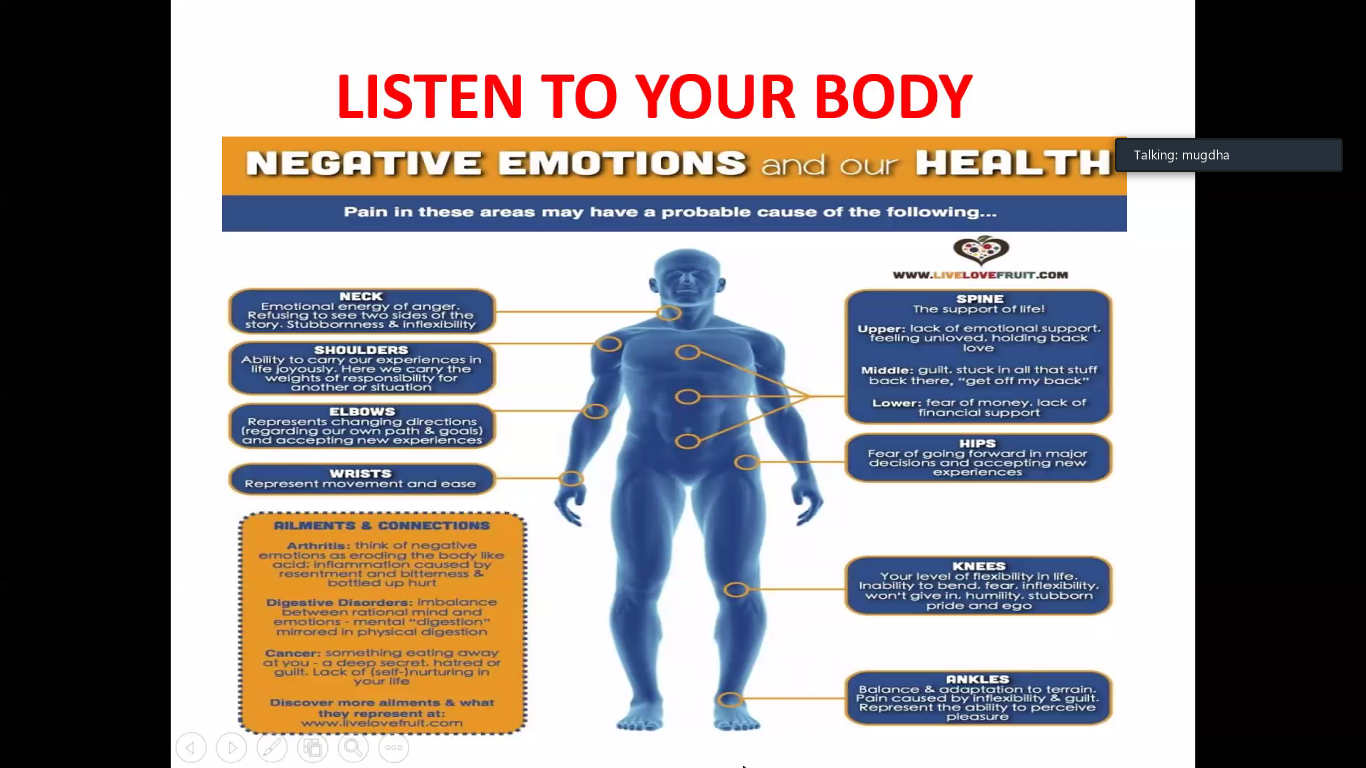 LISTEN TO YOUR BODY
NEGATIVE EMOTIONS and our HEALTH
Talking: mugdha
Pain in these areas may have a probable cause of the following...
WWW.LIVELOVEFRUIT.COM
NECK
Emotional energy of anger.
Refusing to see two sides of the
story. Stubbornness & inflexibility
SHOULDERS
Ability to carry our experiences in
life joyously. Here we carry the
weights of responsibility for
another or situation
ELBOWS
Represents changing directions
(regarding our own path & goals)
and accepting new experiences
WRISTS
Represent movement and ease
AILMENTS & CONNECTIONS
Arthritis: think of negative
emotions as eroding the body like
acid; inflammation caused by
resentment and bitterness &
bottled up hurt
Digestive Disorders: imbalance
between rational mind and
emotions - mental "digestion"
mirrored in physical digestion
Cancer: something eating away
at you - a deep secret, hatred or
guilt. Lack of (self-)nurturing in
your life
Discover more ailments & what
they represent at:
www.livelovefruit.com
SPINE
The support of life!
Upper: lack of emotional support,
feeling unloved, holding back
love
Middle: guilt, stuck in all that stuff
back there, "get off my back"
Lower: fear of money, lack of
financial support
HIPS
Fear of going forward in major
decisions and accepting new
experiences
KNEES
Your level of flexibility in life.
Inability to bend, fear, inflexibility,
won't give in, humility, stubborn
pride and ego
ANKLES
Balance & adaptation to terrain.
Pain caused by inflexibility & guilt.
Represent the ability to perceive
pleasure